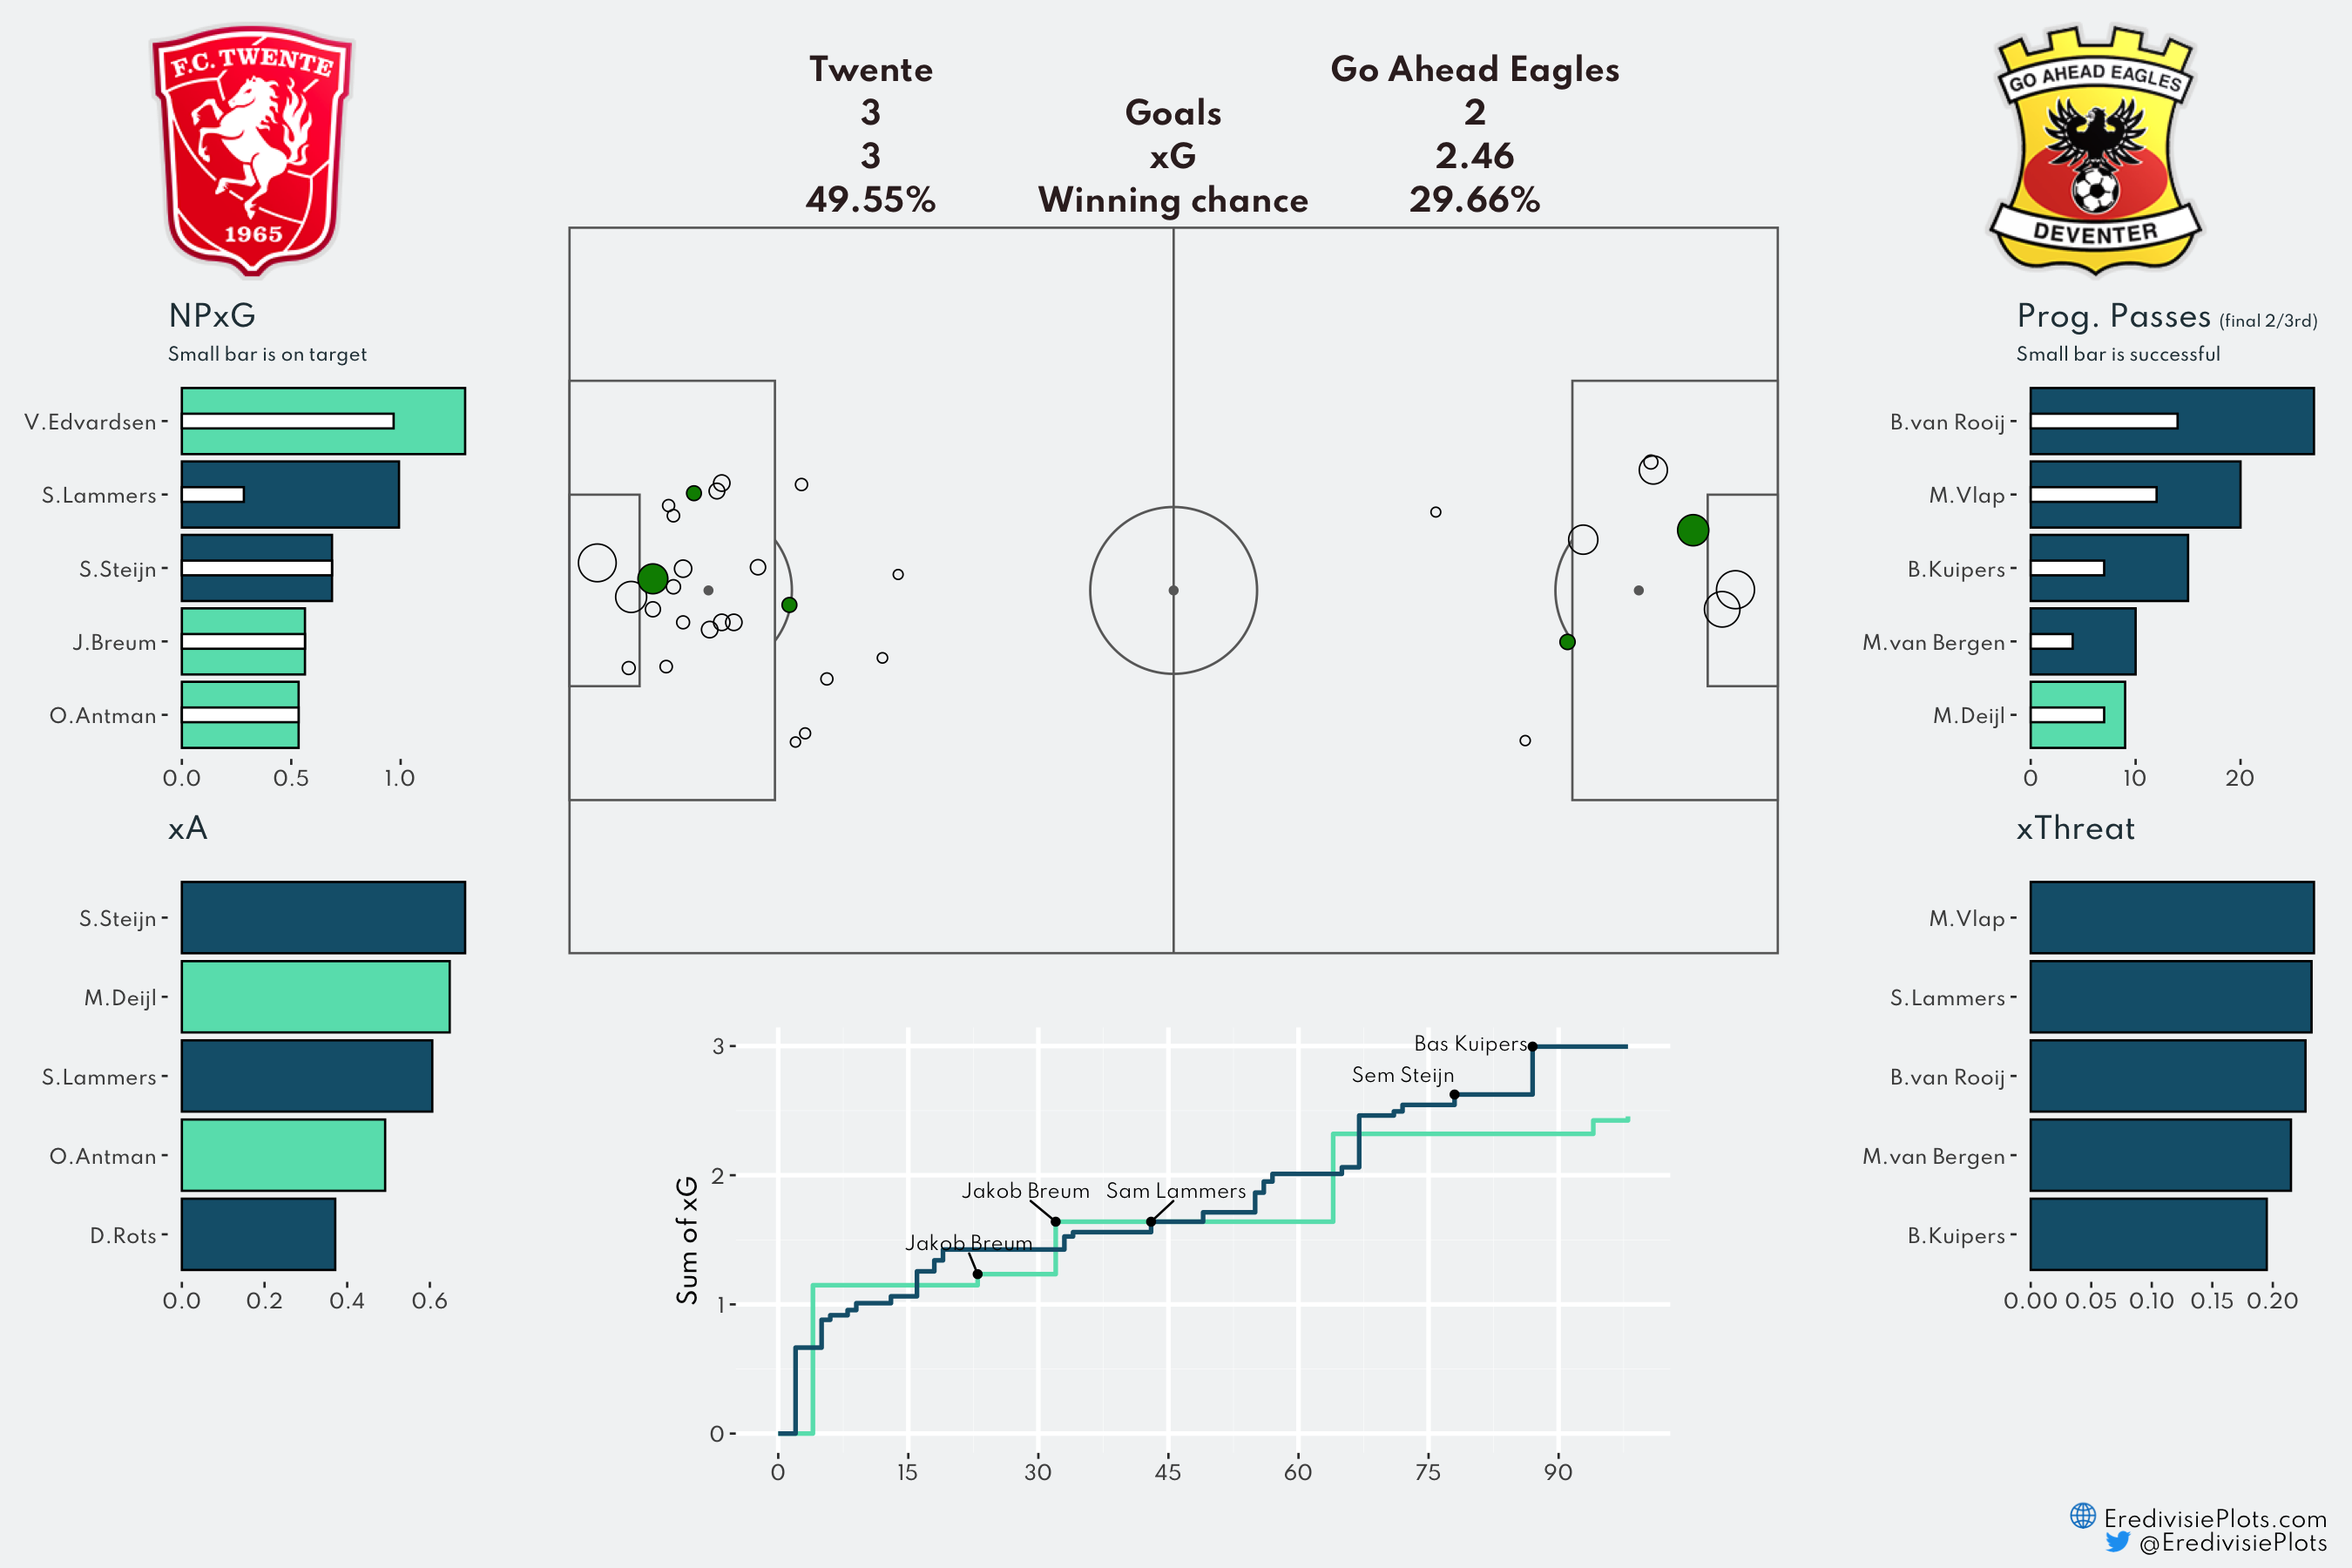 F.C. TWENTE
1965
Twente Go Ahead Eagles
3 Goals 2
3 xG 2.46
49.55% Winning chance 29.66%
GO AHEAD EAGLES
DEVENTER
NPxG
Small bar is on target
V.Edvardsen
S.Lammers
S.Steijn
J.Breum
O.Antman
0.0 0.5 1.0
xA
S.Steijn
M.Deijl
S.Lammers
O.Antman
D.Rots
0.0 0.2 0.4 0.6
Sum of xG
3
2
1
0
Bas Kuipers
Sem Steijn
Jakob Breum Sam Lammers
Jakob Breum
0 15 30 45 60 75 90
Prog. Passes (final 2/3rd)
Small bar is successful
B.van Rooij
M.Vlap
B.Kuipers
M.van Bergen
M.Deijl
0 10 20
xThreat
M.Vlap
S.Lammers
B.van Rooij
M.van Bergen
B.Kuipers
0.00 0.05 0.10 0.15 0.20
EredivisiePlots.com
@EredivisiePlots